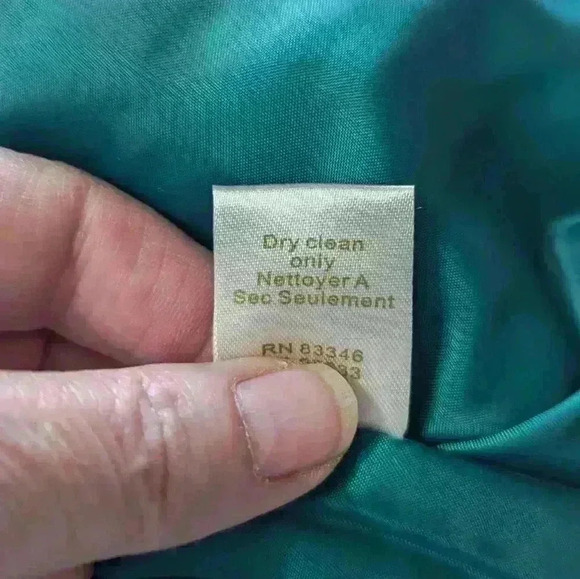 Dry clean
only
Nettoyer A
Sec Seulement
RN 83346